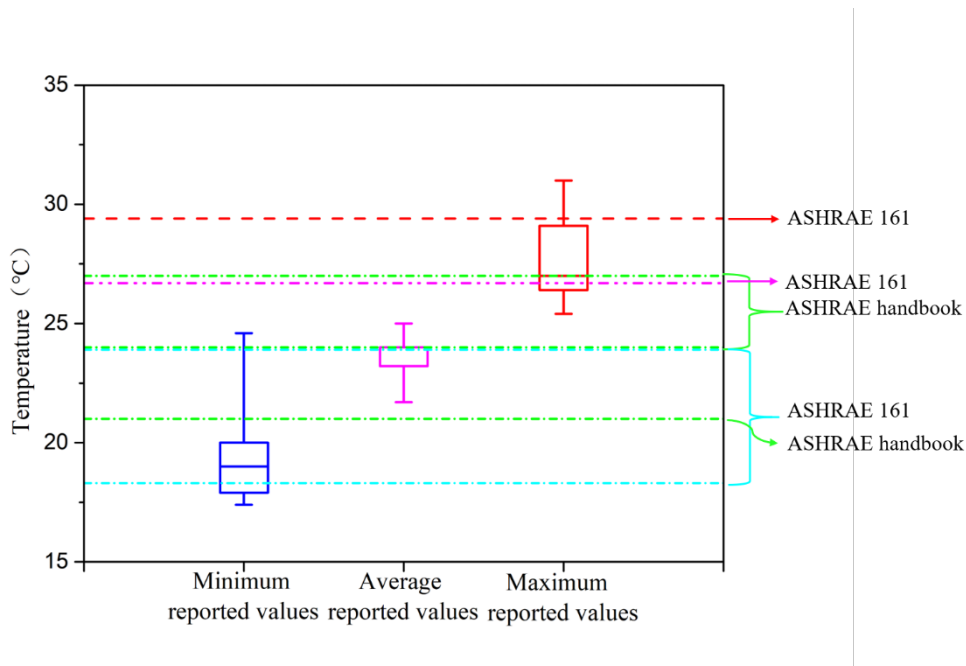 35
30
25
20
15
Temperature (℃)
Minimum
reported values
Average
reported values
Maximum
reported values
ASHRAE 161
ASHRAE 161
ASHRAE handbook
ASHRAE 161
ASHRAE handbook